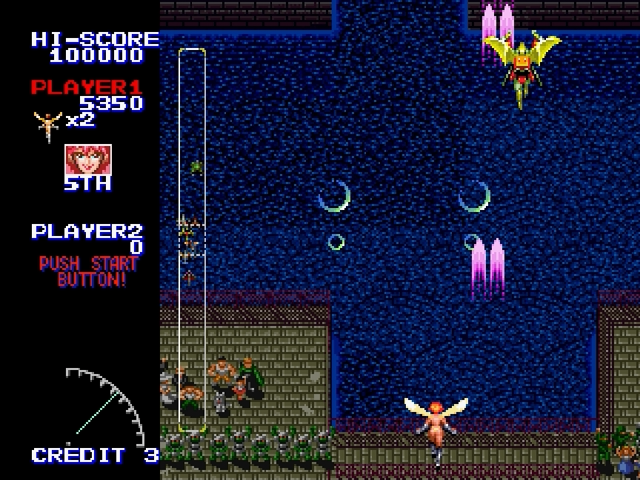 HI-SCORE
100000
PLAYER1
5350
x2
5TH
PLAYER2
0
PUSH START
BUTTON!
CREDIT 3